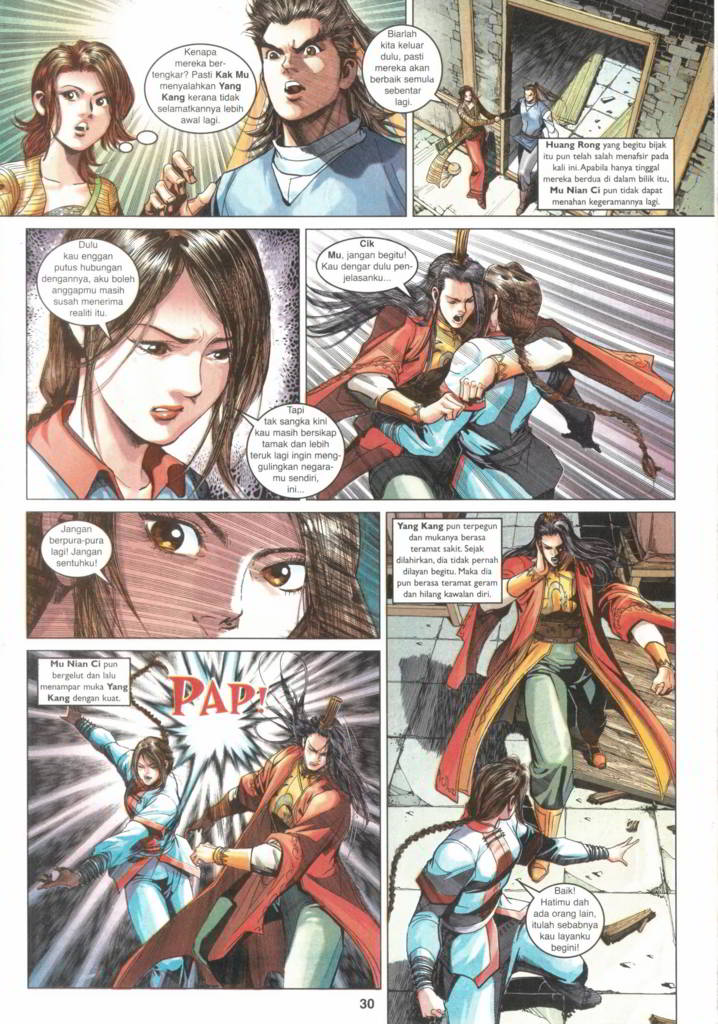 Kenapa
mereka ber-
tengkar? Pasti Kak Mu
menyalahkan Yang
Kang kerana tidak
selamatkannya lebih
awal lagi.
Biarlah
kita keluar
dulu, pasti
mereka akan
berbaik semula
sebentar
lagi.
Huang Rong yang begitu bijak
itu pun telah salah menafsir pada
kali ini. Apabila hanya tinggal
mereka berdua di dalam bilik itu,
Mu Nian Ci pun tidak dapat
menahan kegeramannya lagi.
Dulu
kau enggan
putus hubungan
dengannya, aku boleh
anggapmu masih
susah menerima
realiti itu.
Tapi
tak sangka kini
kau masih bersikap
tamak dan lebih
teruk lagi ingin meng-
gulingkan negara-
mu sendiri,
ini...
Cik
Mu, jangan begitu!
Kau dengar dulu pen-
jelasanku...
Jangan
berpura-pura
lagi! Jangan
sentuhku!
Mu Nian Ci pun
bergelut dan lalu
menampar muka Yang
Kang dengan kuat.
PAP!
Yang Kang pun terpegun
dan mukanya berasa
teramat sakit. Sejak
dilahirkan, dia tidak pernah
dilayan begitu. Maka dia
pun berasa teramat geram
dan hilang kawalan diri.
Baik!
Hatimu dah
ada orang lain,
itulah sebabnya
kau layanku
begini!
30